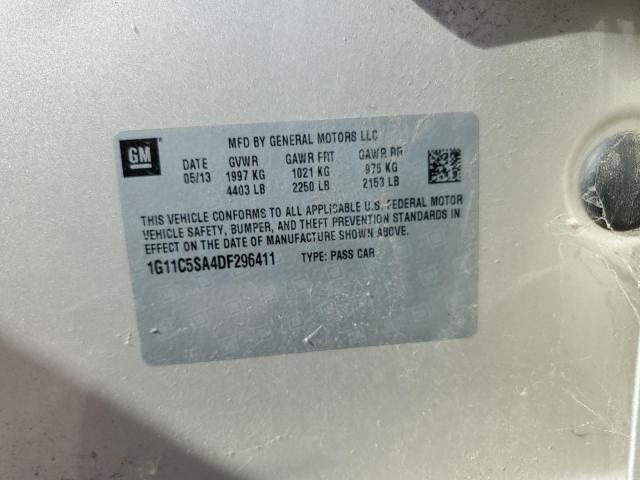 GM
MFD BY GENERAL MOTORS LLC
DATE GVWR GAWR FRT GAWR RR
05/13 1997 KG 1021 KG 975 KG
4403 LB 2250 LB 2153 LB
THIS VEHICLE CONFORMS TO ALL APPLICABLE U.S. FEDERAL MOTOR
VEHICLE SAFETY, BUMPER, AND THEFT PREVENTION STANDARDS IN
EFFECT ON THE DATE OF MANUFACTURE SHOWN ABOVE.
1G11C5SA4DF296411 TYPE: PASS CAR